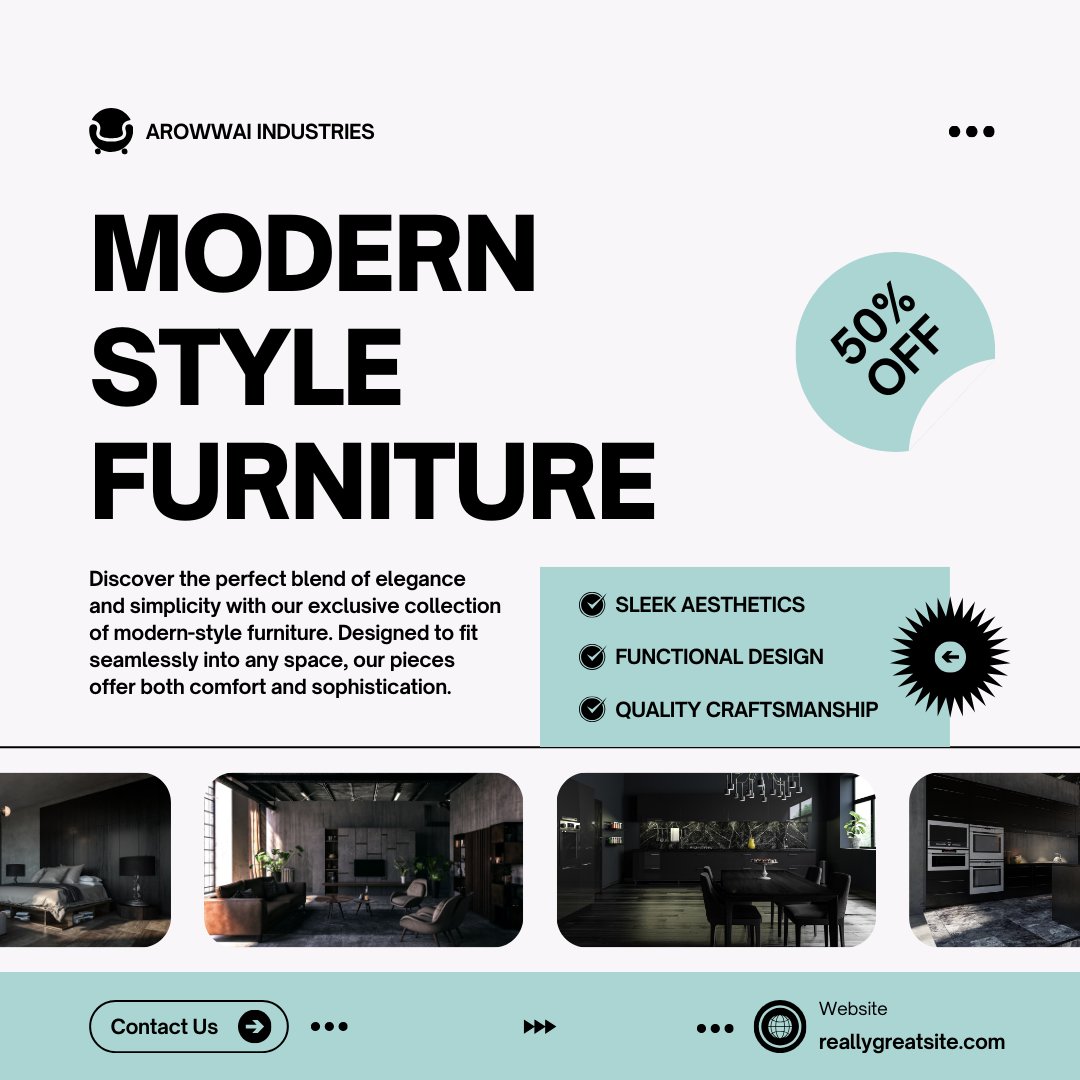 AROWWAI INDUSTRIES
MODERN
STYLE
FURNITURE
50%
OFF
Discover the perfect blend of elegance
and simplicity with our exclusive collection
of modern-style furniture. Designed to fit
seamlessly into any space, our pieces
offer both comfort and sophistication.
SLEEK AESTHETICS
FUNCTIONAL DESIGN
QUALITY CRAFTSMANSHIP
Contact Us
Website
reallygreatsite.com